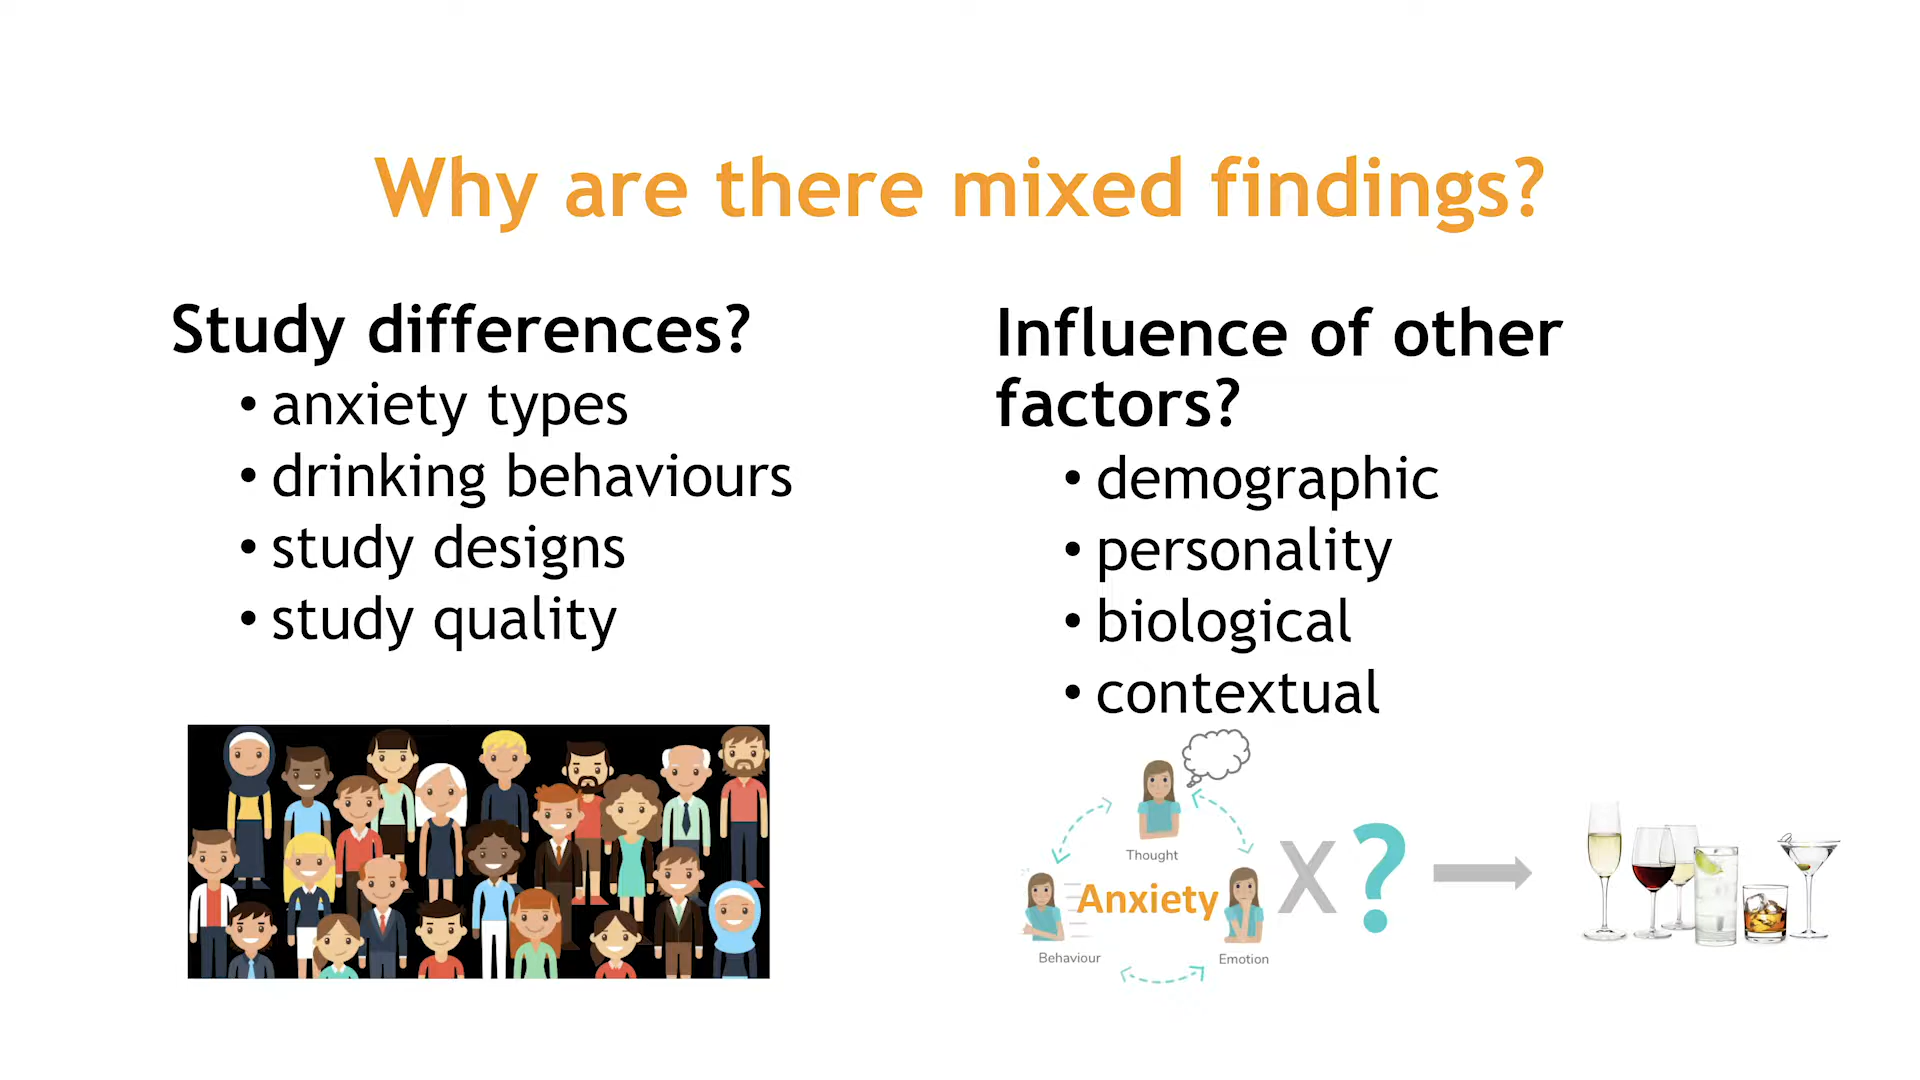 Why are there mixed findings?
Study differences?
• anxiety types
• drinking behaviours
• study designs
• study quality
Influence of other
factors?
• demographic
• personality
• biological
• contextual
Thought
Anxiety
Behaviour
Emotion
X ?